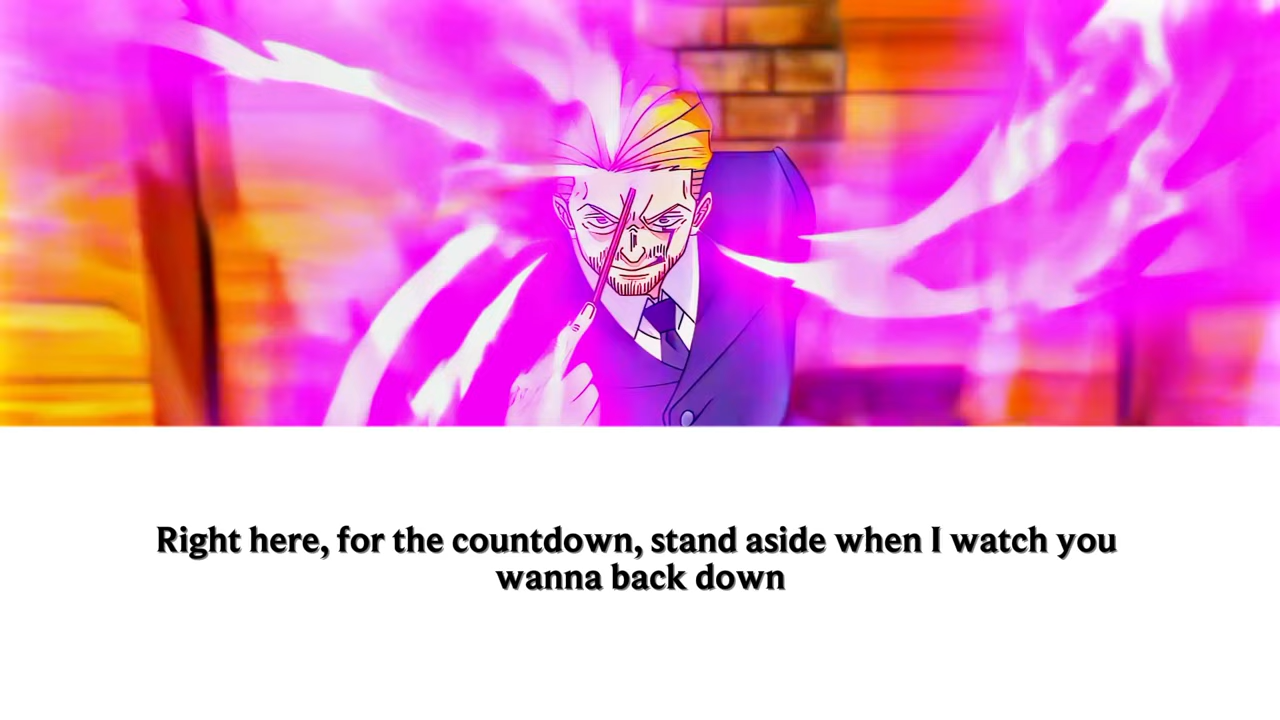 Right here, for the countdown, stand aside when I watch you
wanna back down